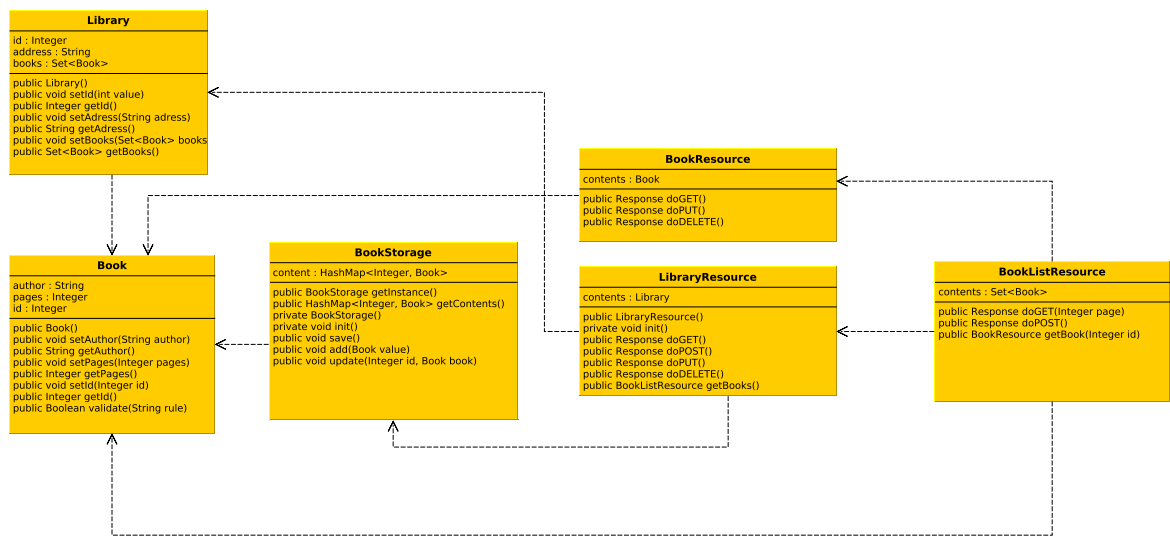 Library
id : Integer
address : String
books : Set<Book>
public Library()
public void setId(int value)
public Integer getId()
public void setAdress(String adress)
public String getAdress()
public void setBooks(Set<Book> books
public Set<Book> getBooks()
BookResource
contents : Book
public Response doGET()
public Response doPUT()
public Response doDELETE()
Book
author : String
pages : Integer
id : Integer
public Book()
public void setAuthor(String author)
public String getAuthor()
public void setPages(Integer pages)
public Integer getPages()
public void setId(Integer id)
public Integer getId()
public Boolean validate(String rule)
BookStorage
content : HashMap<Integer, Book>
public BookStorage getInstance()
public HashMap<Integer, Book> getContents()
private BookStorage()
private void init()
public void save()
public void add(Book value)
public void update(Integer id, Book book)
LibraryResource
contents : Library
public LibraryResource()
private void init()
public Response doGET()
public Response doPOST()
public Response doPUT()
public Response doDELETE()
public BookListResource getBooks()
BookListResource
contents : Set<Book>
public Response doGET(Integer page)
public Response doPOST()
public BookResource getBook(Integer id)